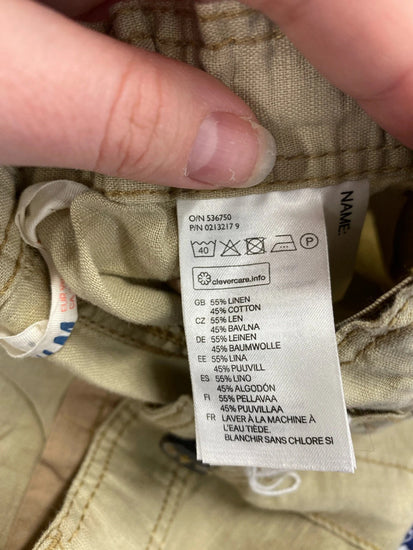 O/N 536750
P/N 0213217 9
NAME:
40
P
clevercare.info
GB 55% LINEN
45% COTTON
CZ 55% LEN
45% BAVLNA
DE 55% LEINEN
45% BAUMWOLLE
EE 55% LINA
45% PUUVILL
ES 55% LINO
45% ALGODÓN
FI 55% PELLAVAA
45% PUUVILLAA
FR LAVER À LA MACHINE À
L'EAU TIÈDE.
BLANCHIR SANS CHLORE SI
EUR